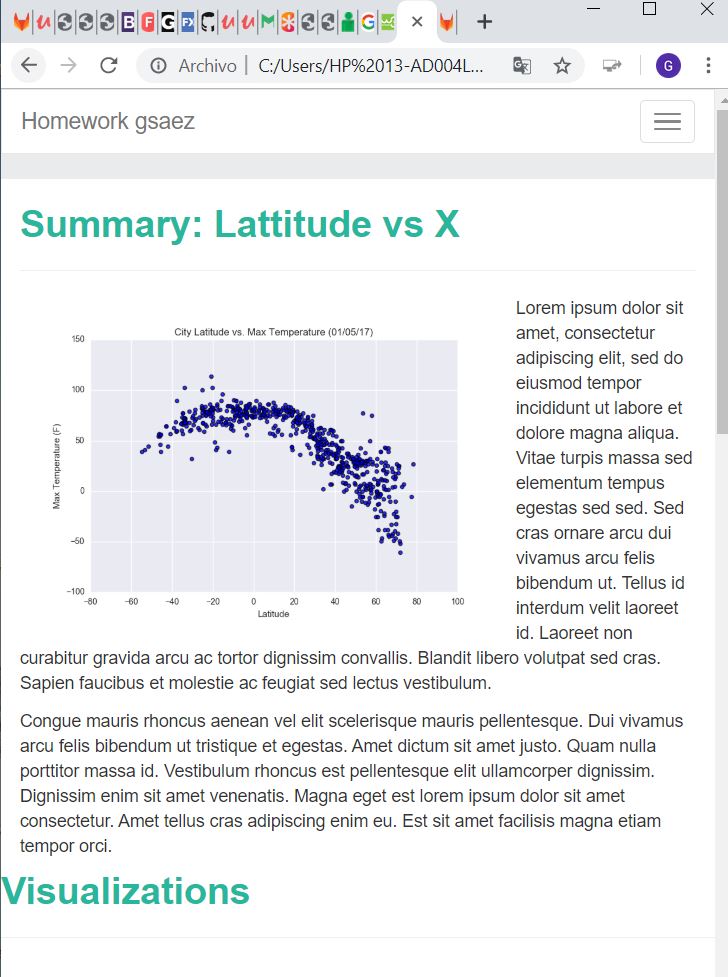 Archivo | C:/Users/HP%2013-AD004L...
G
Homework gsaez
Summary: Lattitude vs X
City Latitude vs. Max Temperature (01/05/17)
Max Temperature (F)
150
100
50
0
−50
−100
−80 −60 −40 −20 0 20 40 60 80 100
Latitude
Lorem ipsum dolor sit
amet, consectetur
adipiscing elit, sed do
eiusmod tempor
incididunt ut labore et
dolore magna aliqua.
Vitae turpis massa sed
elementum tempus
egestas sed sed. Sed
cras ornare arcu dui
vivamus arcu felis
bibendum ut. Tellus id
interdum velit laoreet
id. Laoreet non
curabitur gravida arcu ac tortor dignissim convallis. Blandit libero volutpat sed cras.
Sapien faucibus et molestie ac feugiat sed lectus vestibulum.
Congue mauris rhoncus aenean vel elit scelerisque mauris pellentesque. Dui vivamus
arcu felis bibendum ut tristique et egestas. Amet dictum sit amet justo. Quam nulla
porttitor massa id. Vestibulum rhoncus est pellentesque elit ullamcorper dignissim.
Dignissim enim sit amet venenatis. Magna eget est lorem ipsum dolor sit amet
consectetur. Amet tellus cras adipiscing enim eu. Est sit amet facilisis magna etiam
tempor orci.
Visualizations